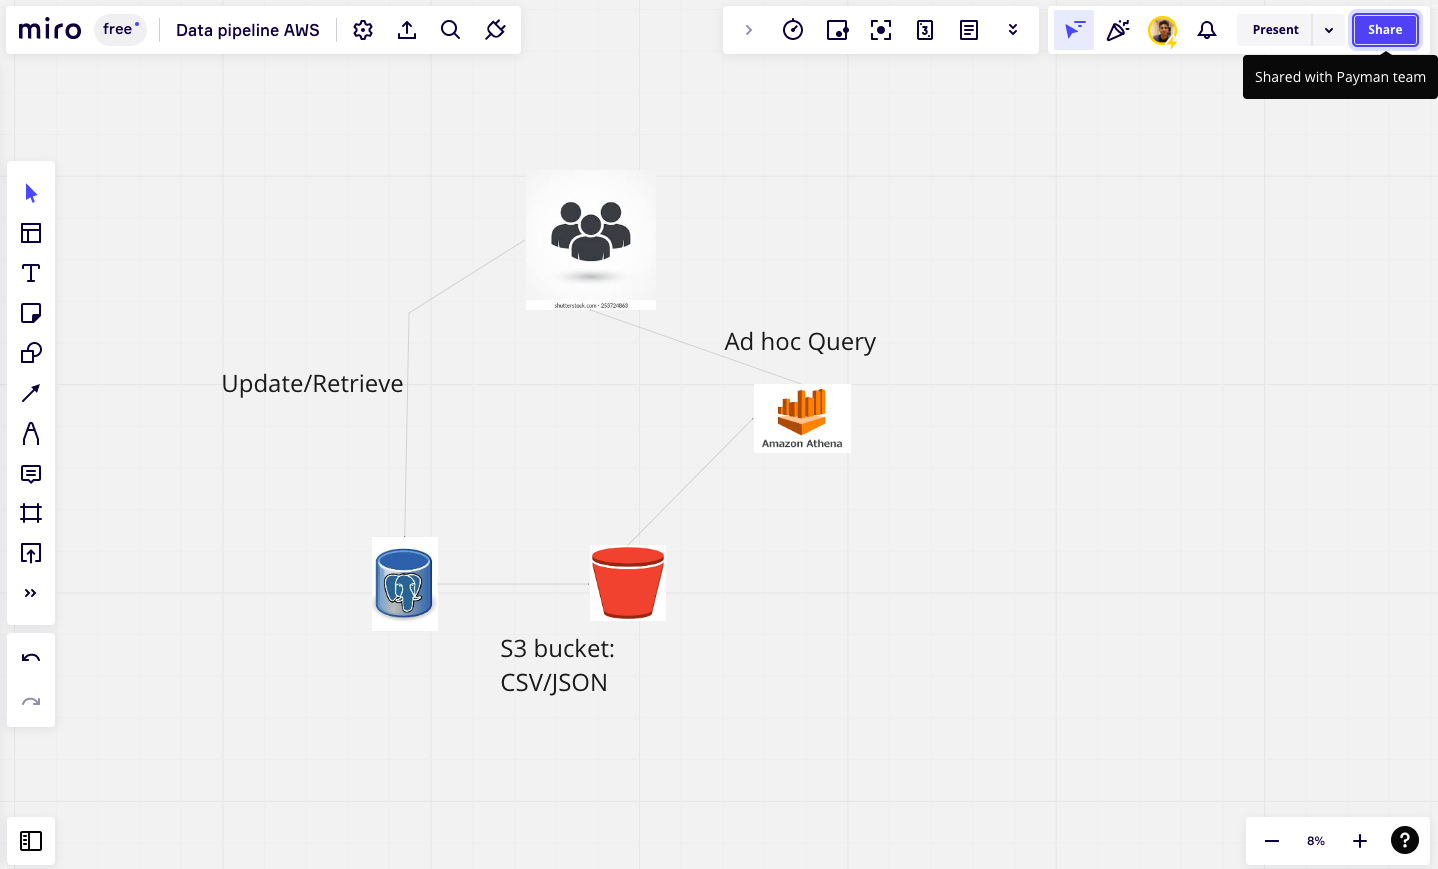 miro
free
Data pipeline AWS
3
Present
Share
Shared with Payman team
shutterstock.com • 253724863
Ad hoc Query
Update/Retrieve
Amazon Athena
S3 bucket:
CSV/JSON
8%
?